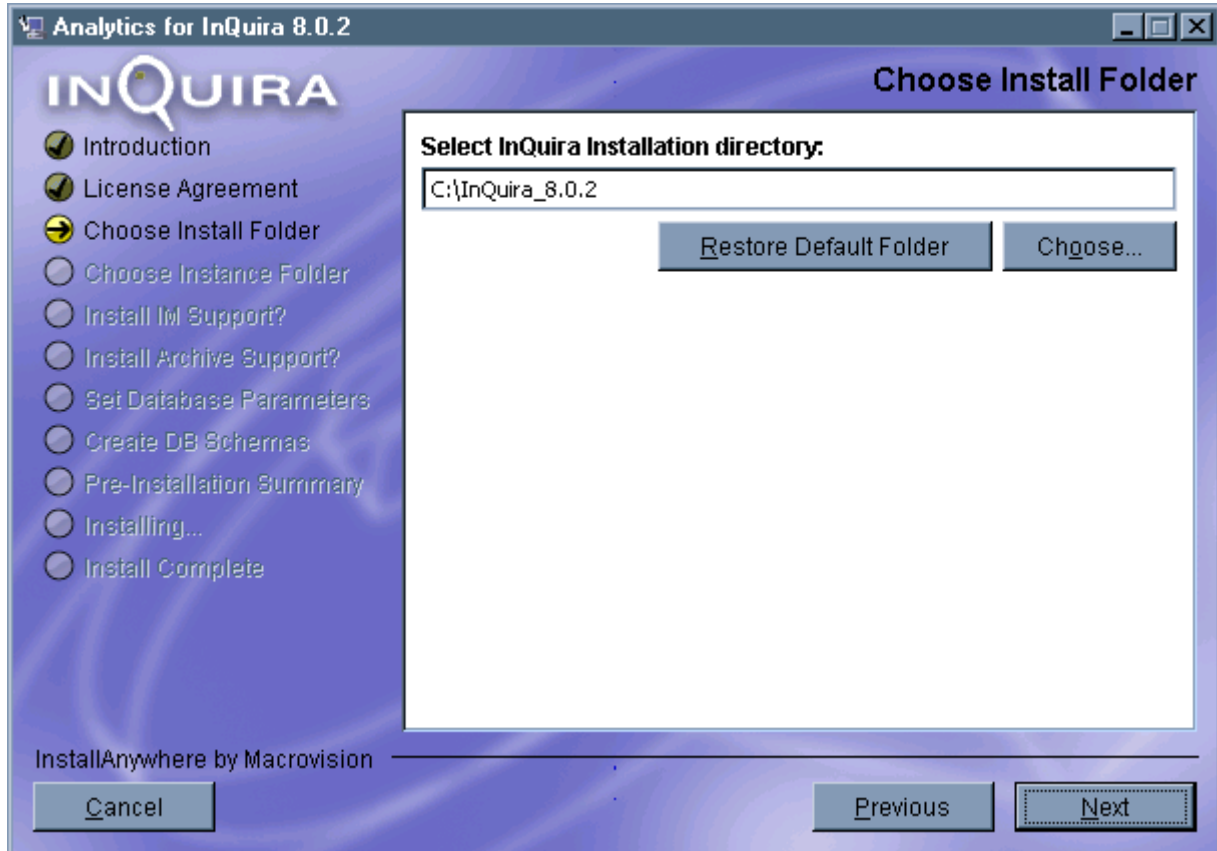 Analytics for InQuira 8.0.2
INQUIRA
Choose Install Folder
Introduction
License Agreement
Choose Install Folder
Choose Instance Folder
Install IM Support?
Install Archive Support?
Set Database Parameters
Create DB Schemas
Pre-Installation Summary
Installing...
Install Complete
Select InQuira Installation directory:
C:\InQuira_8.0.2
Restore Default Folder
Choose...
InstallAnywhere by Macrovision
Cancel
Previous
Next